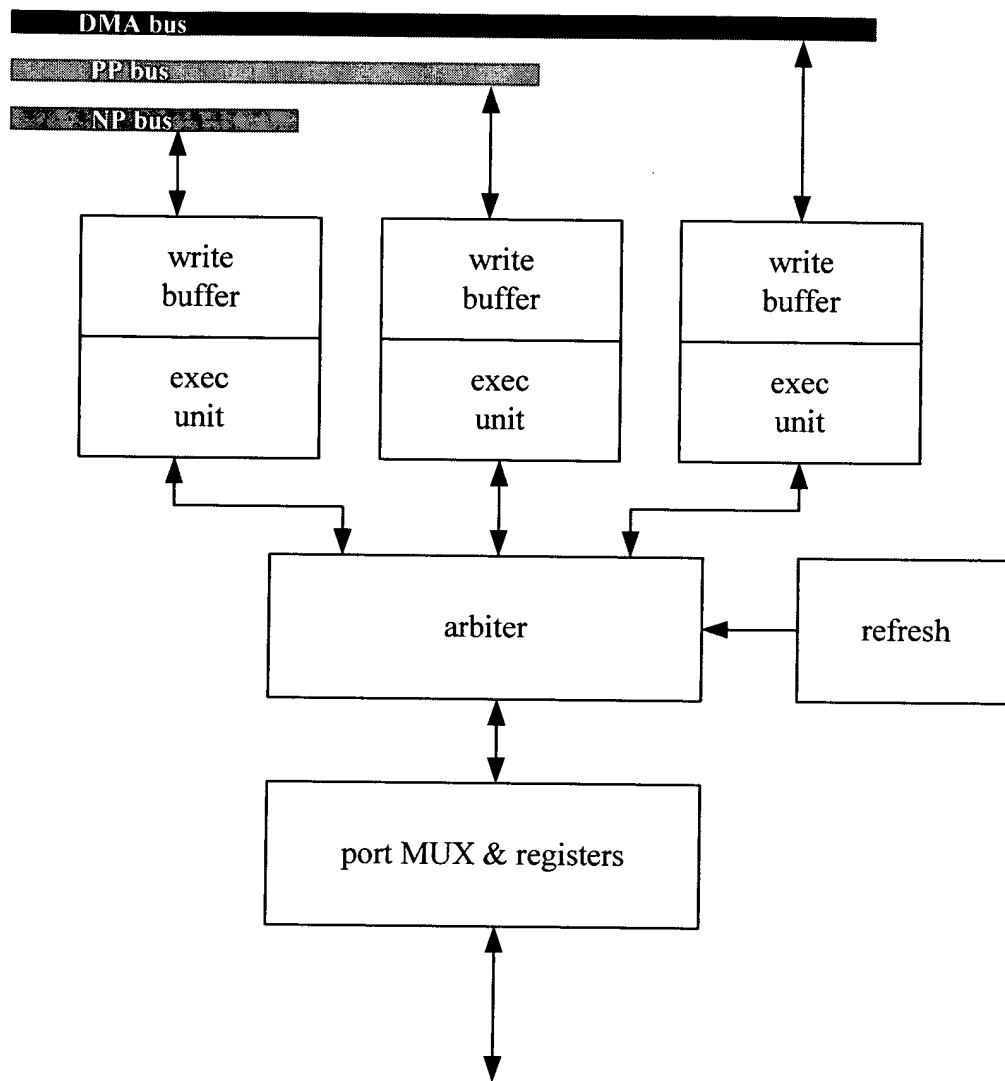 DMA bus
PP bus
NP bus
write
buffer
write
buffer
write
buffer
exec
unit
exec
unit
exec
unit
arbiter
refresh
port MUX & registers